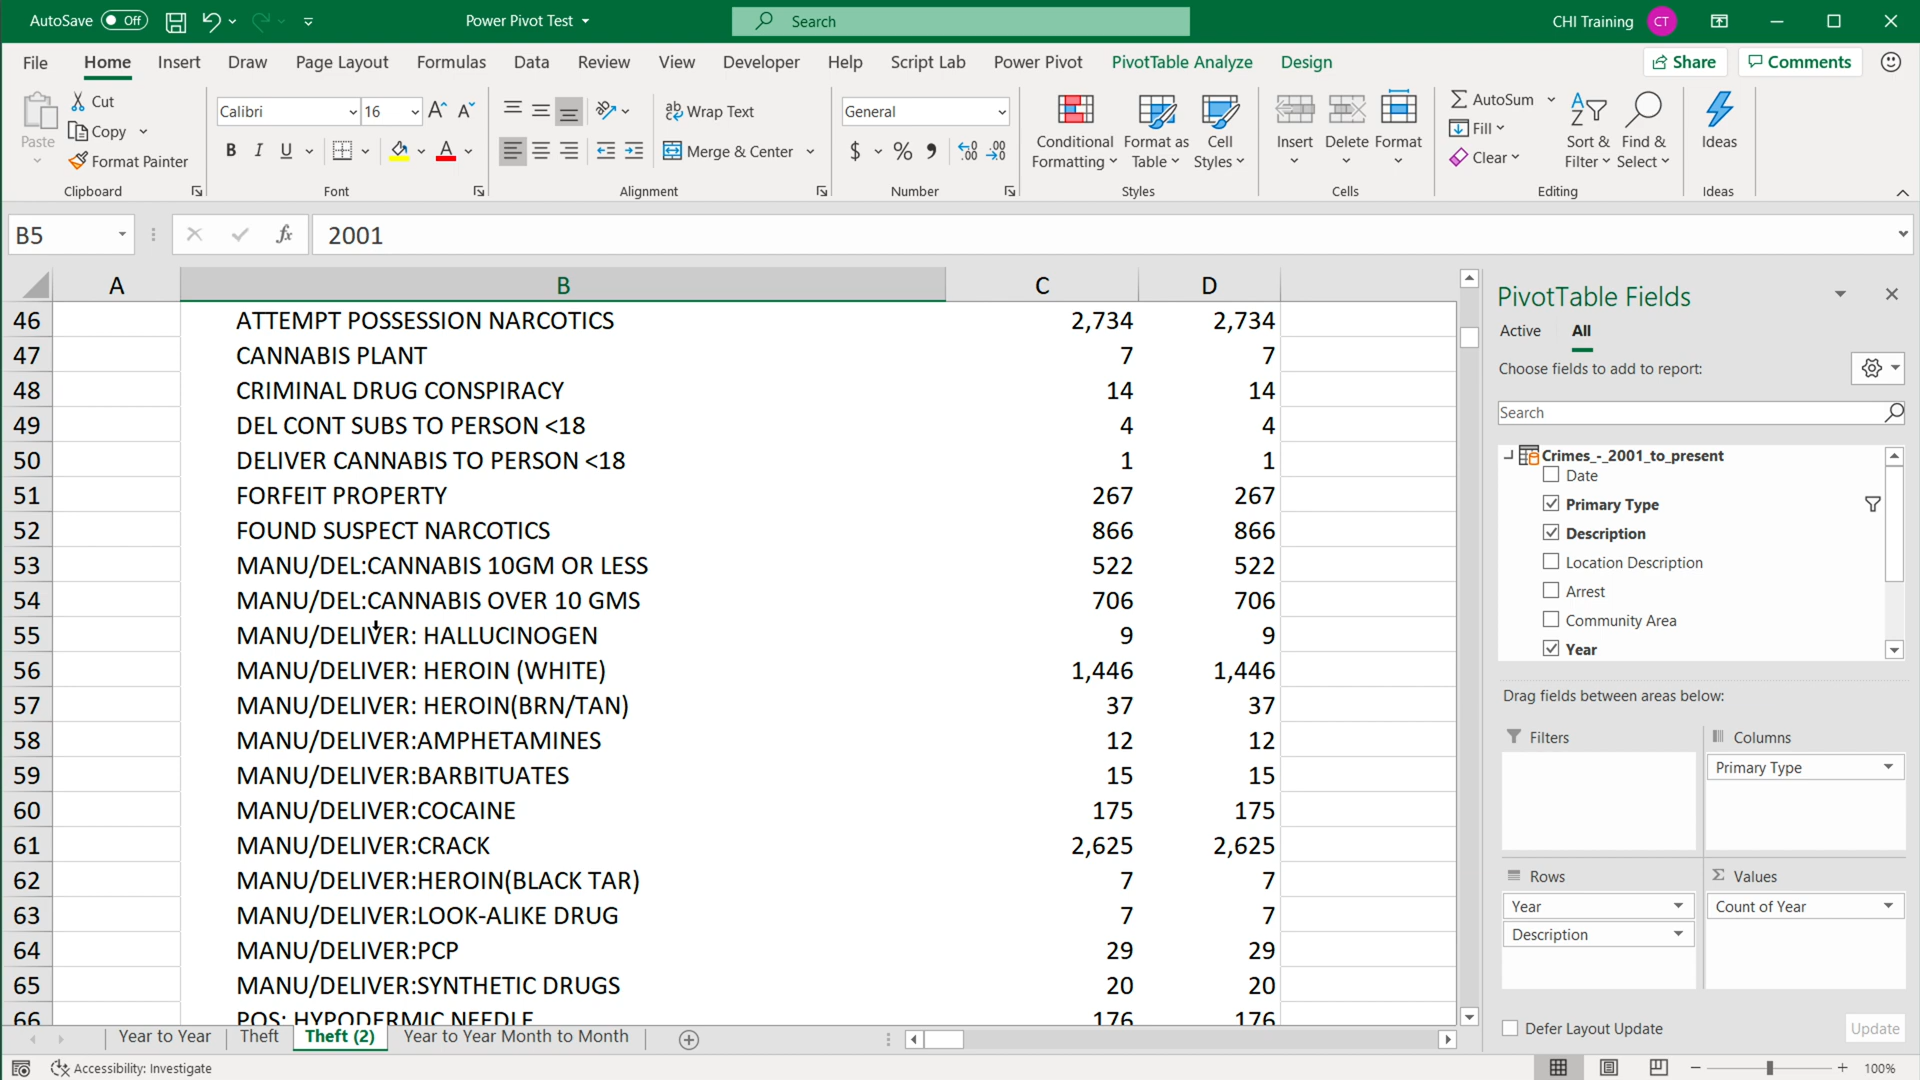 AutoSave Off Power Pivot Test Search CHI Training CT
File Home Insert Draw Page Layout Formulas Data Review View Developer Help Script Lab Power Pivot PivotTable Analyze Design Share Comments
Paste
Cut
Copy
Format Painter
Clipboard
Calibri 16
B I U A
Font
ab Wrap Text
Merge & Center
Alignment
General
$ % 9 .00 .00
Number
Conditional Formatting
Format as Table
Cell Styles
Styles
Insert Delete Format
Cells
AutoSum
Fill
Clear
Sort & Filter
Find & Select
Editing
Ideas
Ideas
B5 fx 2001
A B C D
46 ATTEMPT POSSESSION NARCOTICS 2,734 2,734
47 CANNABIS PLANT 7 7
48 CRIMINAL DRUG CONSPIRACY 14 14
49 DEL CONT SUBS TO PERSON <18 4 4
50 DELIVER CANNABIS TO PERSON <18 1 1
51 FORFEIT PROPERTY 267 267
52 FOUND SUSPECT NARCOTICS 866 866
53 MANU/DEL:CANNABIS 10GM OR LESS 522 522
54 MANU/DEL:CANNABIS OVER 10 GMS 706 706
55 MANU/DELIVER: HALLUCINOGEN 9 9
56 MANU/DELIVER: HEROIN (WHITE) 1,446 1,446
57 MANU/DELIVER: HEROIN(BRN/TAN) 37 37
58 MANU/DELIVER:AMPHETAMINES 12 12
59 MANU/DELIVER:BARBITUATES 15 15
60 MANU/DELIVER:COCAINE 175 175
61 MANU/DELIVER:CRACK 2,625 2,625
62 MANU/DELIVER:HEROIN(BLACK TAR) 7 7
63 MANU/DELIVER:LOOK-ALIKE DRUG 7 7
64 MANU/DELIVER:PCP 29 29
65 MANU/DELIVER:SYNTHETIC DRUGS 20 20
66 POS: HYPODERMIC NEEDLE 176 176
PivotTable Fields
Active All
Choose fields to add to report:
Search
Crimes_-_2001_to_present
Date
Primary Type
Description
Location Description
Arrest
Community Area
Year
Drag fields between areas below:
Filters
Columns
Primary Type
Rows
Year
Description
Values
Count of Year
Defer Layout Update Update
Year to Year Theft Theft (2) Year to Year Month to Month
Accessibility: Investigate 100%